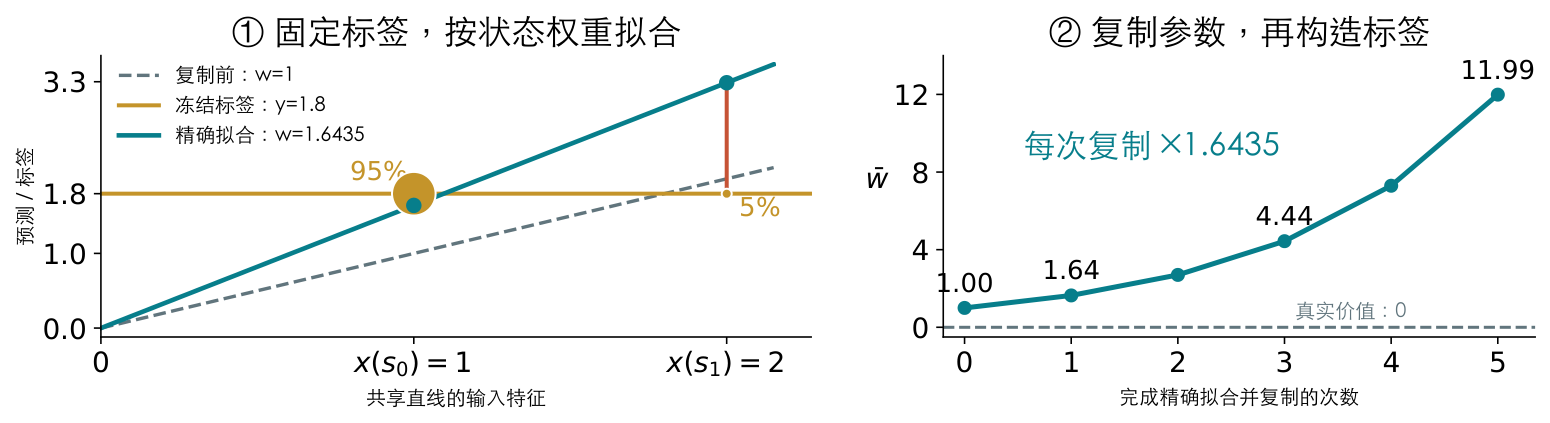 ① 固定标签，按状态权重拟合
3.3
1.8
1.0
0.0
预测 / 标签
复制前：w=1
冻结标签：y=1.8
精确拟合：w=1.6435
95%
5%
0
x(s₀) = 1
x(s₁) = 2
共享直线的输入特征
② 复制参数，再构造标签
12
8
4
0
w̄
每次复制 ×1.6435
1.00
1.64
4.44
11.99
真实价值：0
0 1 2 3 4 5
完成精确拟合并复制的次数